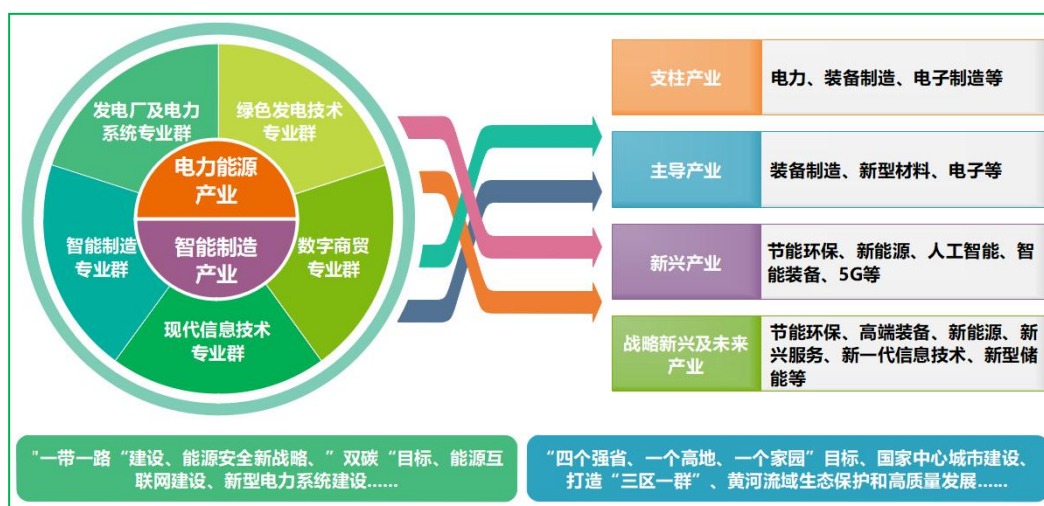 发电厂及电力
系统专业群
绿色发电技术
专业群
电力能源
产业
智能制造
产业
智能制造
专业群
数字商贸
专业群
现代信息技术
专业群
支柱产业
电力、装备制造、电子制造等
主导产业
装备制造、新型材料、电子等
新兴产业
节能环保、新能源、人工智能、智
能装备、5G等
战略新兴及未来
产业
节能环保、高端装备、新能源、新
兴服务、新一代信息技术、新型储
能等
"一带一路“建设、能源安全新战略、”双碳“目标、能源互
联网建设、新型电力系统建设......
“四个强省、一个高地、一个家园”目标、国家中心城市建设、
打造“三区一群”、黄河流域生态保护和高质量发展......